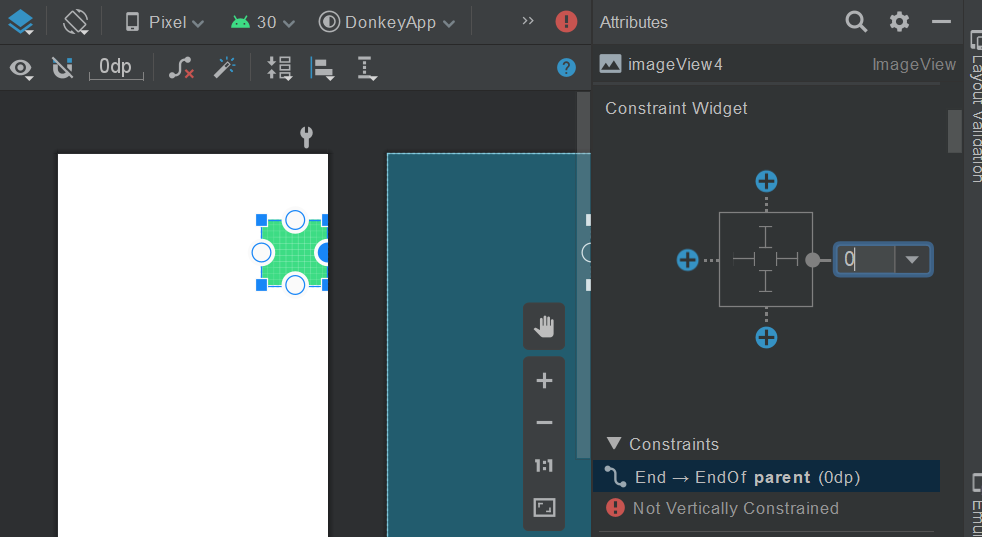 Pixel
30
DonkeyApp
Attributes
0dp
?
imageView4
ImageView
Layout Validation
Constraint Widget
0
1:1
Constraints
End → EndOf parent (0dp)
Not Vertically Constrained